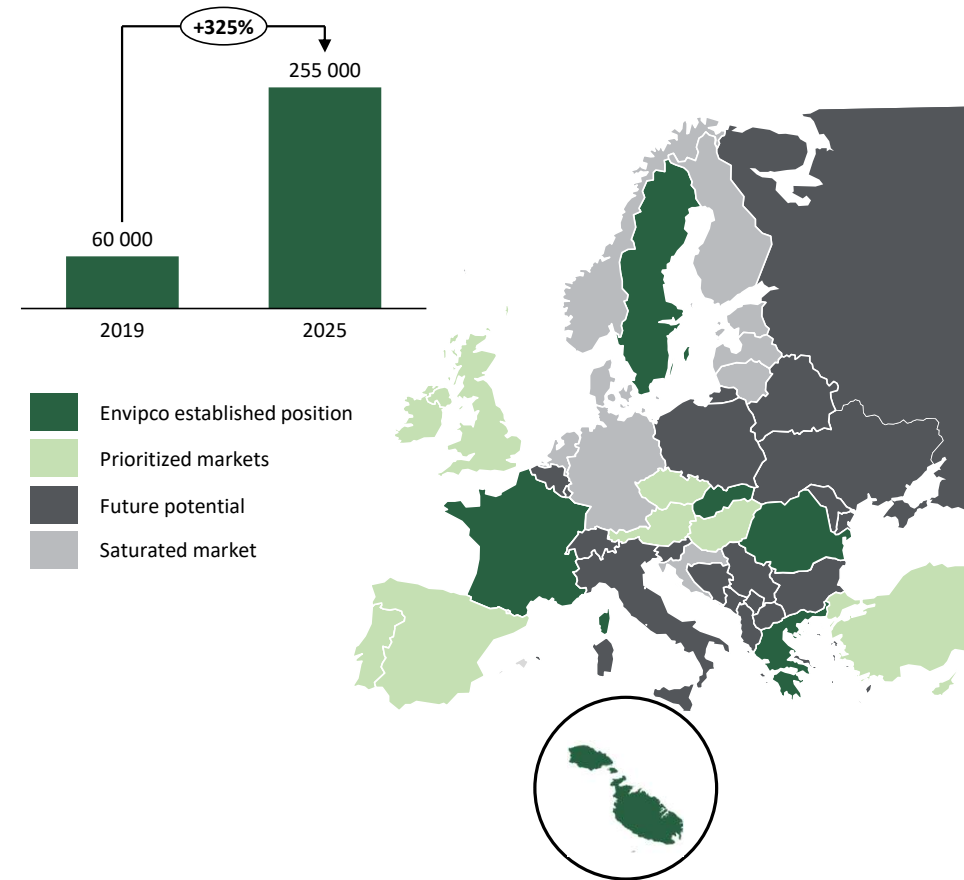 +325%
255 000
60 000
2019
2025
Envipco established position
Prioritized markets
Future potential
Saturated market